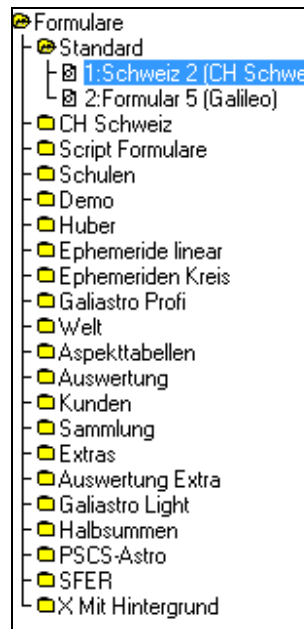 Formulare
Standard
1:Schweiz 2 (CH Schwe
2:Formular 5 (Galileo)
CH Schweiz
Script Formulare
Schulen
Demo
Huber
Ephemeride linear
Ephemeriden Kreis
Galiastro Profi
Welt
Aspekttabellen
Auswertung
Kunden
Sammlung
Extras
Auswertung Extra
Galiastro Light
Halbsummen
PSCS-Astro
SFER
X Mit Hintergrund